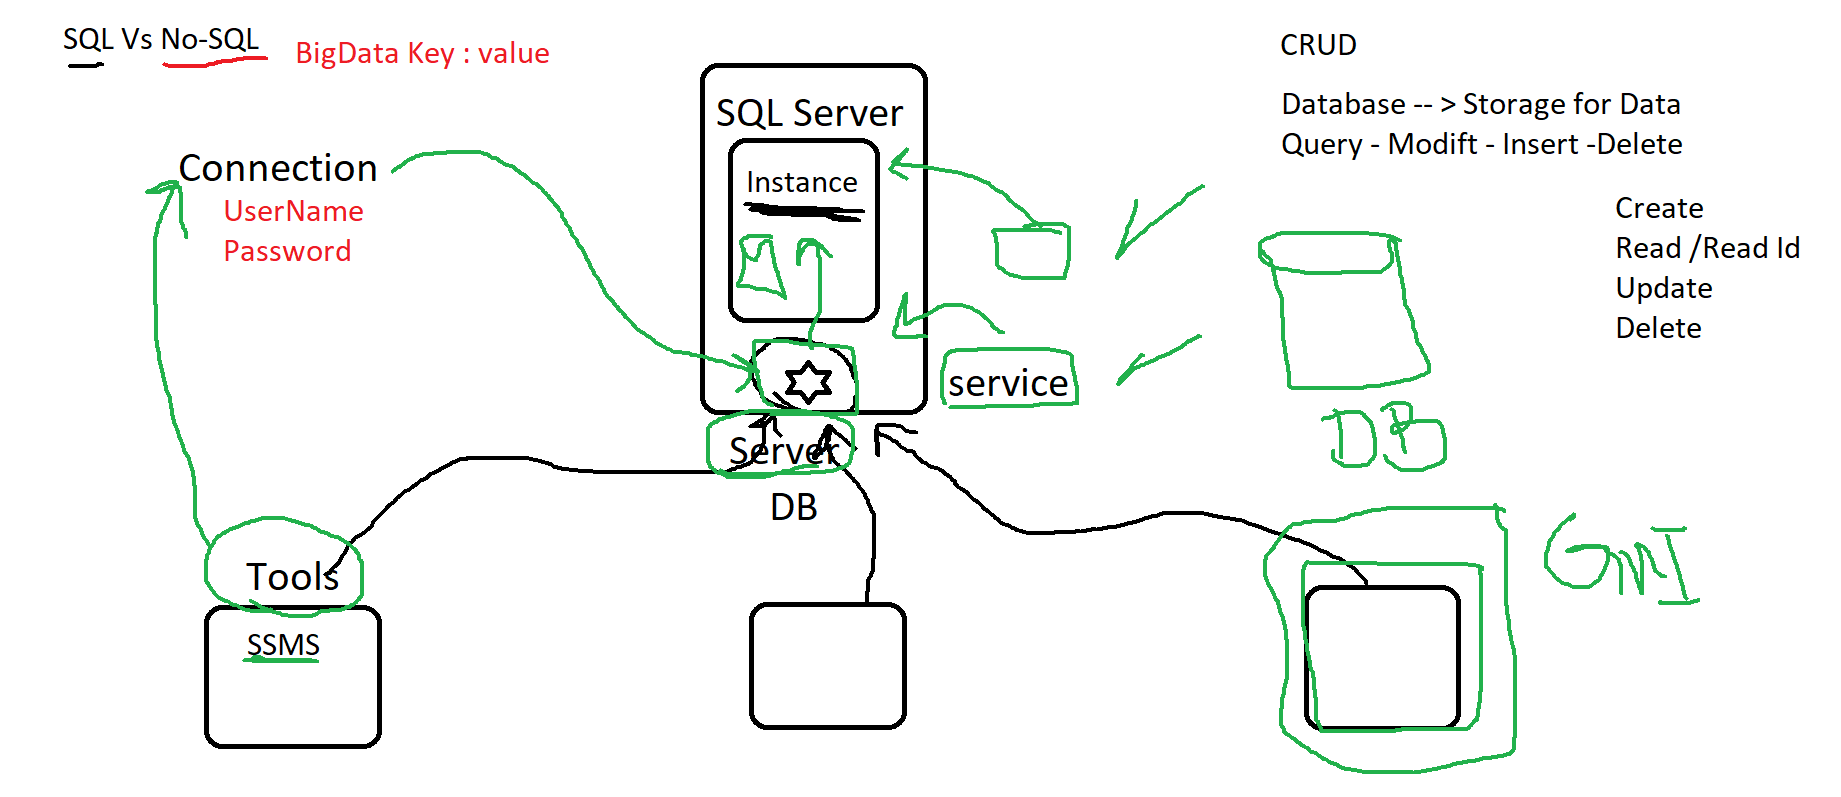 SQL Vs No-SQL
BigData Key : value
Connection
UserName
Password
SQL Server
Instance
service
Server
DB
Tools
SSMS
CRUD
Database -- > Storage for Data
Query - Modift - Insert -Delete
Create
Read /Read Id
Update
Delete
DB